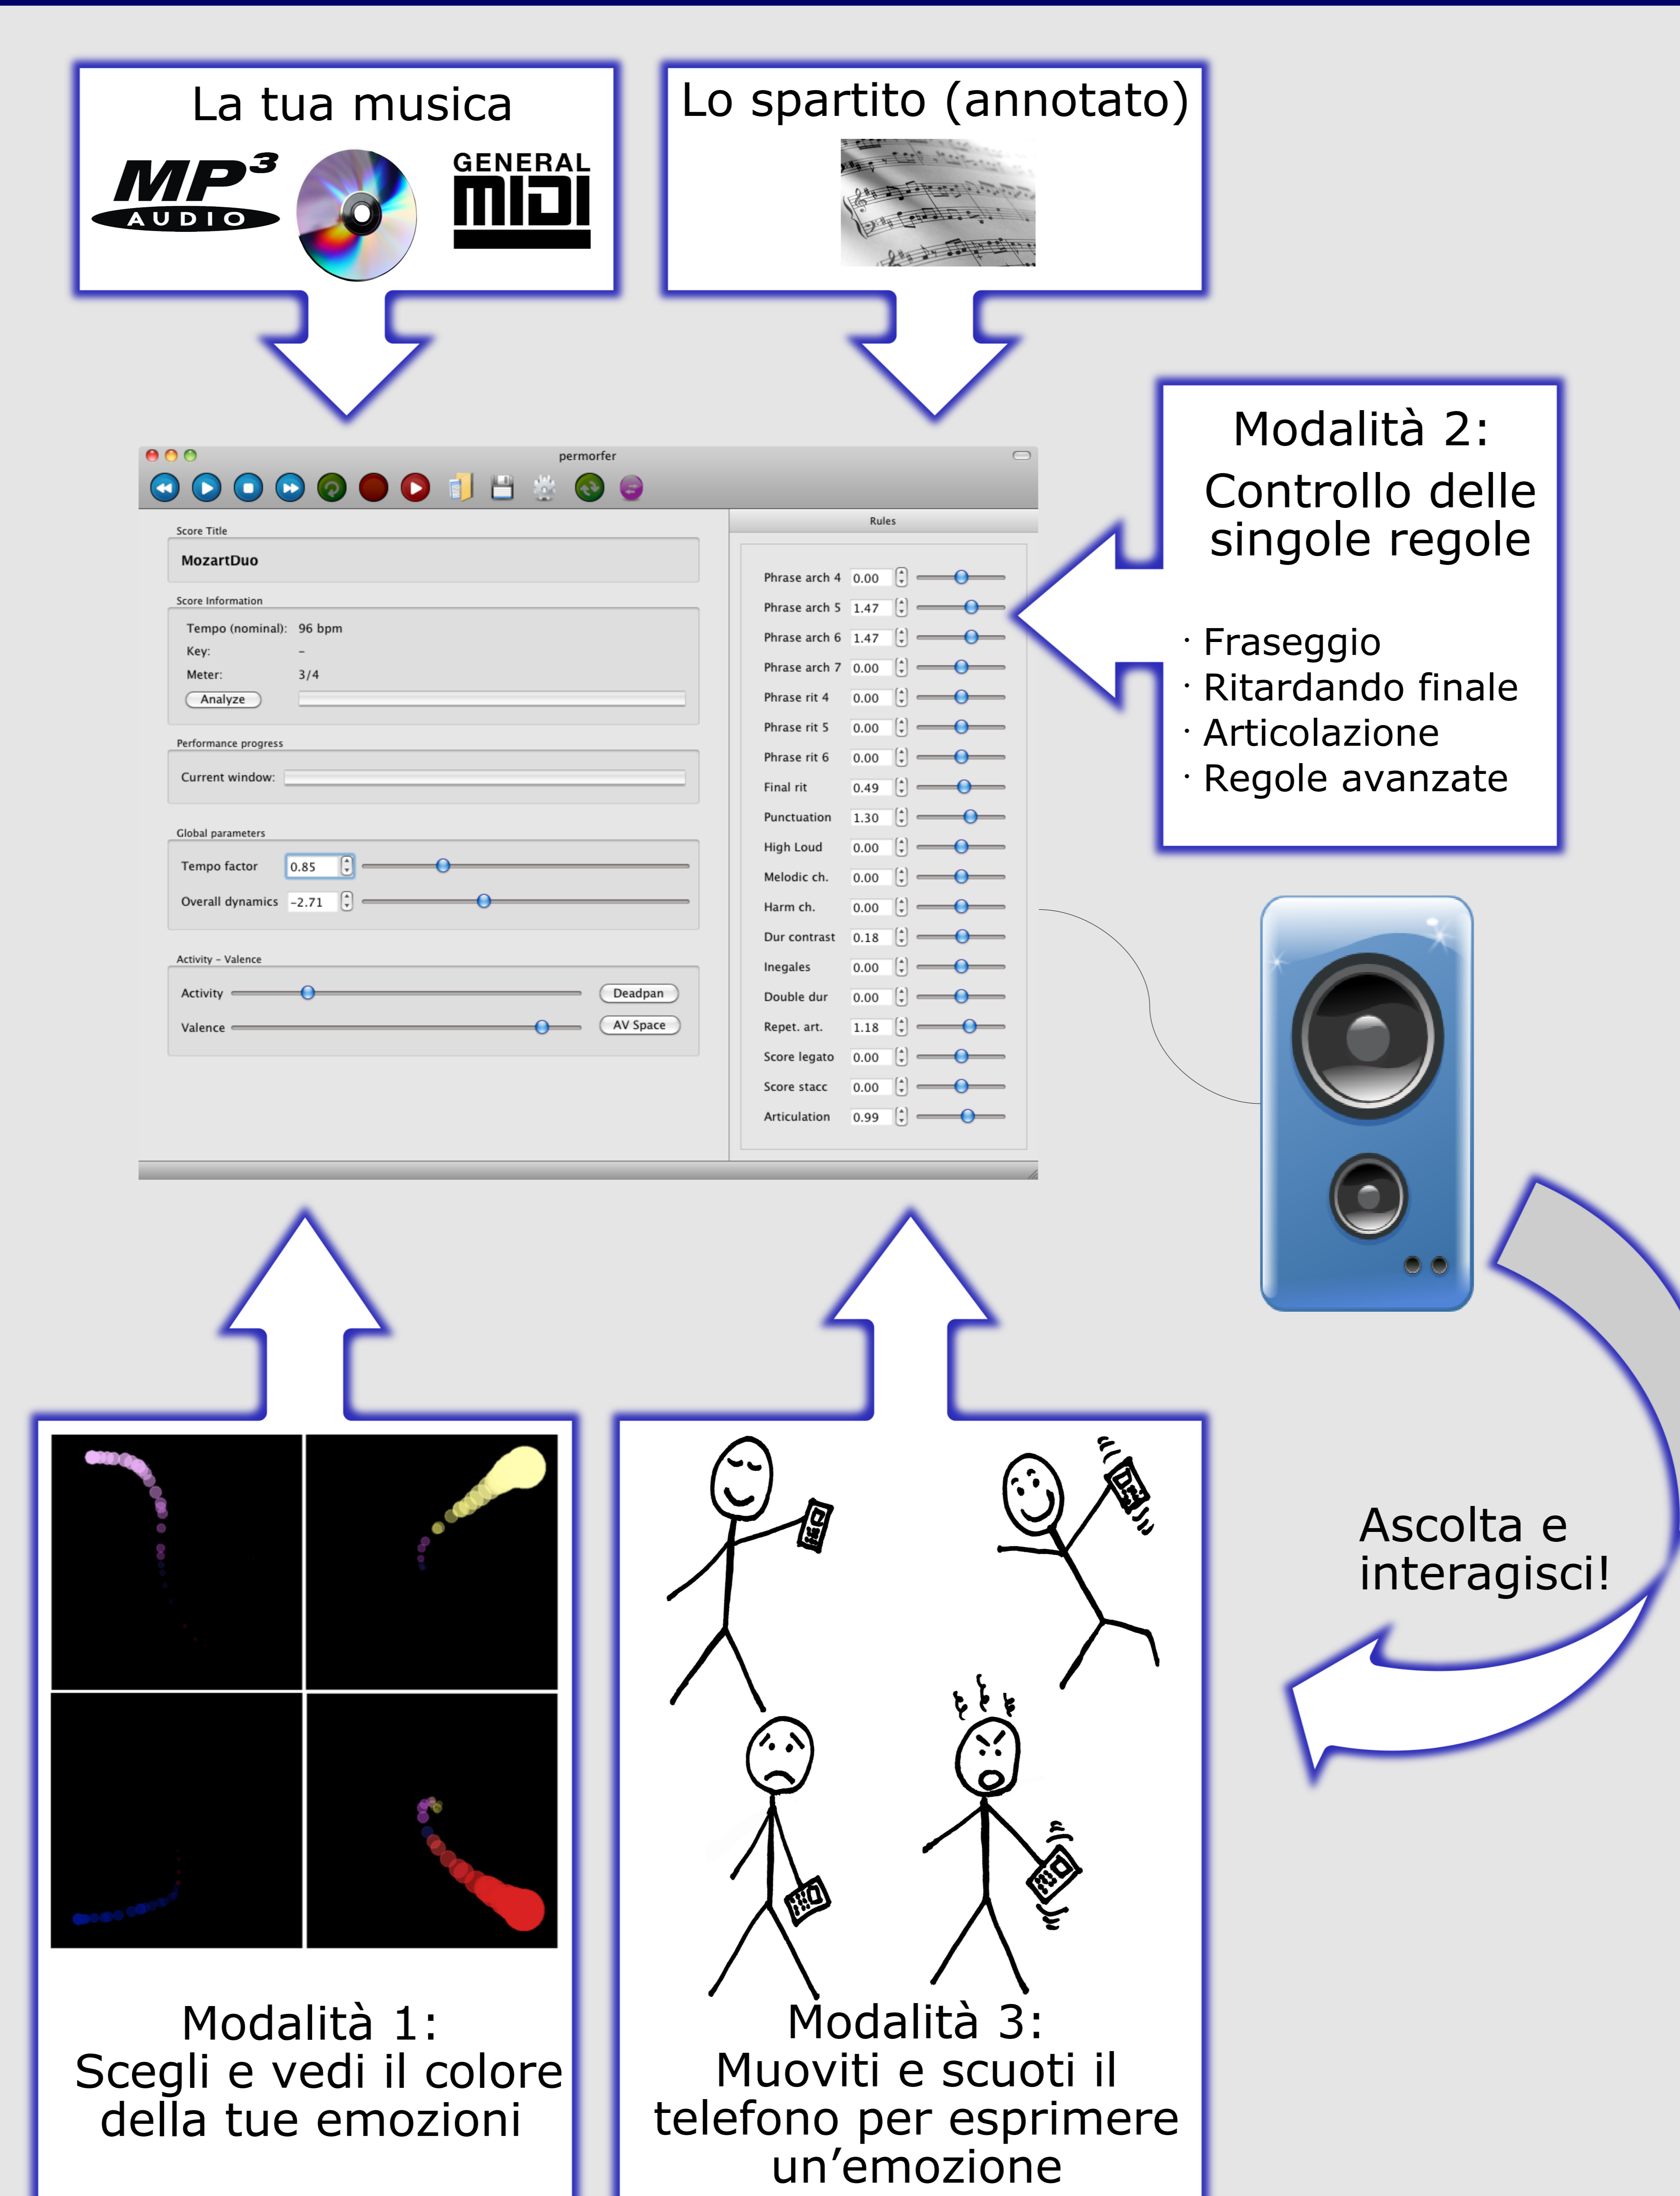 La tua musica
MP3
AUDIO
GENERAL
MIDI
Lo spartito (annotato)
permorfer
Score Title
MozartDuo
Score Information
Tempo (nominal): 96 bpm
Key: –
Meter: 3/4
Analyze
Performance progress
Current window:
Global parameters
Tempo factor 0.85
Overall dynamics -2.71
Activity – Valence
Activity Deadpan
Valence AV Space
Rules
Phrase arch 4 0.00
Phrase arch 5 1.47
Phrase arch 6 1.47
Phrase arch 7 0.00
Phrase rit 4 0.00
Phrase rit 5 0.00
Phrase rit 6 0.00
Final rit 0.49
Punctuation 1.30
High Loud 0.00
Melodic ch. 0.00
Harm ch. 0.00
Dur contrast 0.18
Inegales 0.00
Double dur 0.00
Repet. art. 1.18
Score legato 0.00
Score stacc 0.00
Articulation 0.99
Modalità 2:
Controllo delle
singole regole
· Fraseggio
· Ritardando finale
· Articolazione
· Regole avanzate
Ascolta e
interagisci!
Modalità 1:
Scegli e vedi il colore
della tue emozioni
Modalità 3:
Muoviti e scuoti il
telefono per esprimere
un’emozione